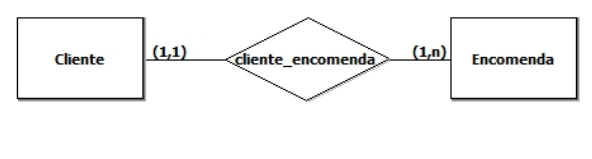 Cliente
(1,1)
cliente_encomenda
(1,n)
Encomenda